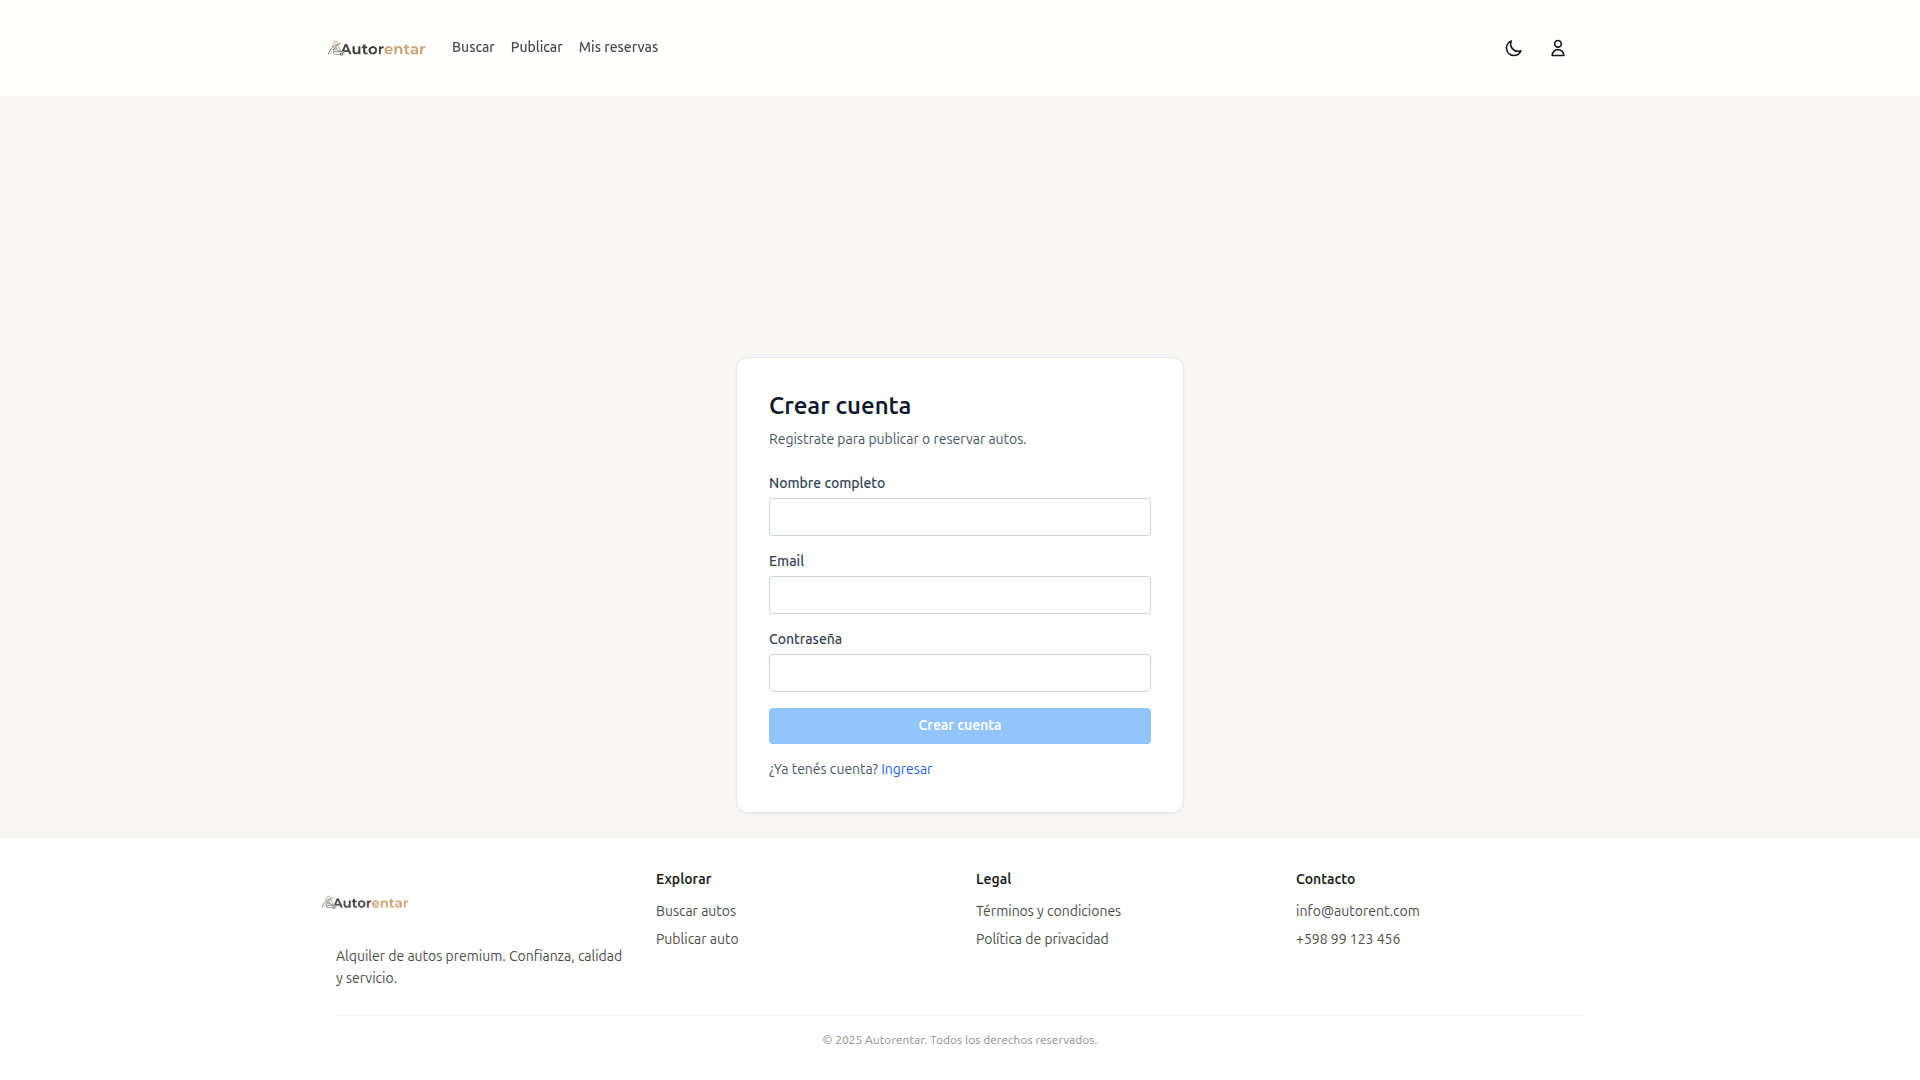 Autorentar
Buscar
Publicar
Mis reservas
Crear cuenta
Registrate para publicar o reservar autos.
Nombre completo
Email
Contraseña
Crear cuenta
¿Ya tenés cuenta? Ingresar
Autorentar
Alquiler de autos premium. Confianza, calidad
y servicio.
Explorar
Buscar autos
Publicar auto
Legal
Términos y condiciones
Política de privacidad
Contacto
info@autorent.com
+598 99 123 456
© 2025 Autorentar. Todos los derechos reservados.